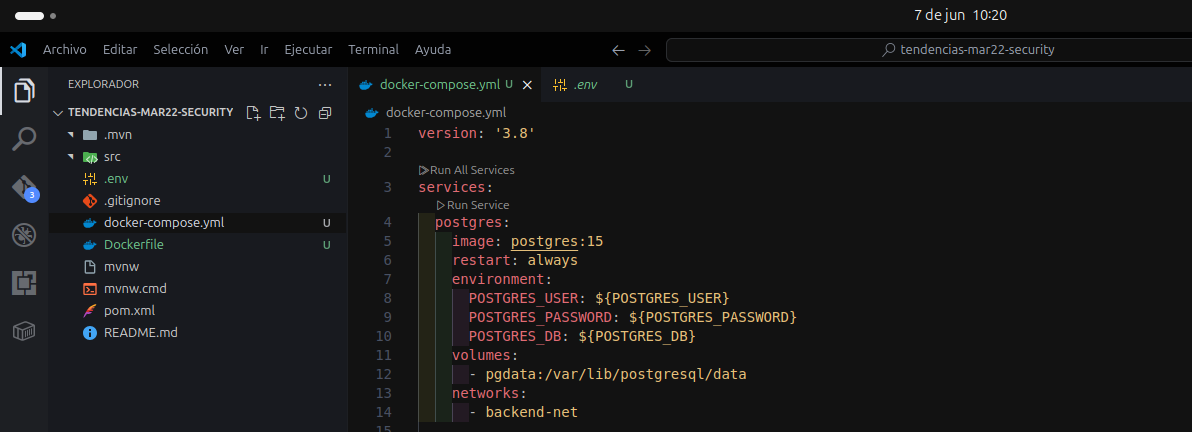 7 de jun 10:20
Archivo Editar Selección Ver Ir Ejecutar Terminal Ayuda
tendencias-mar22-security
EXPLORADOR
TENDENCIAS-MAR22-SECURITY
.mvn
src
.env U
.gitignore
docker-compose.yml U
Dockerfile U
mvnw
mvnw.cmd
pom.xml
README.md
3
docker-compose.yml U
.env U
docker-compose.yml
1 version: '3.8'
2
Run All Services
3 services:
Run Service
4 postgres:
5 image: postgres:15
6 restart: always
7 environment:
8 POSTGRES_USER: ${POSTGRES_USER}
9 POSTGRES_PASSWORD: ${POSTGRES_PASSWORD}
10 POSTGRES_DB: ${POSTGRES_DB}
11 volumes:
12 - pgdata:/var/lib/postgresql/data
13 networks:
14 - backend-net
15